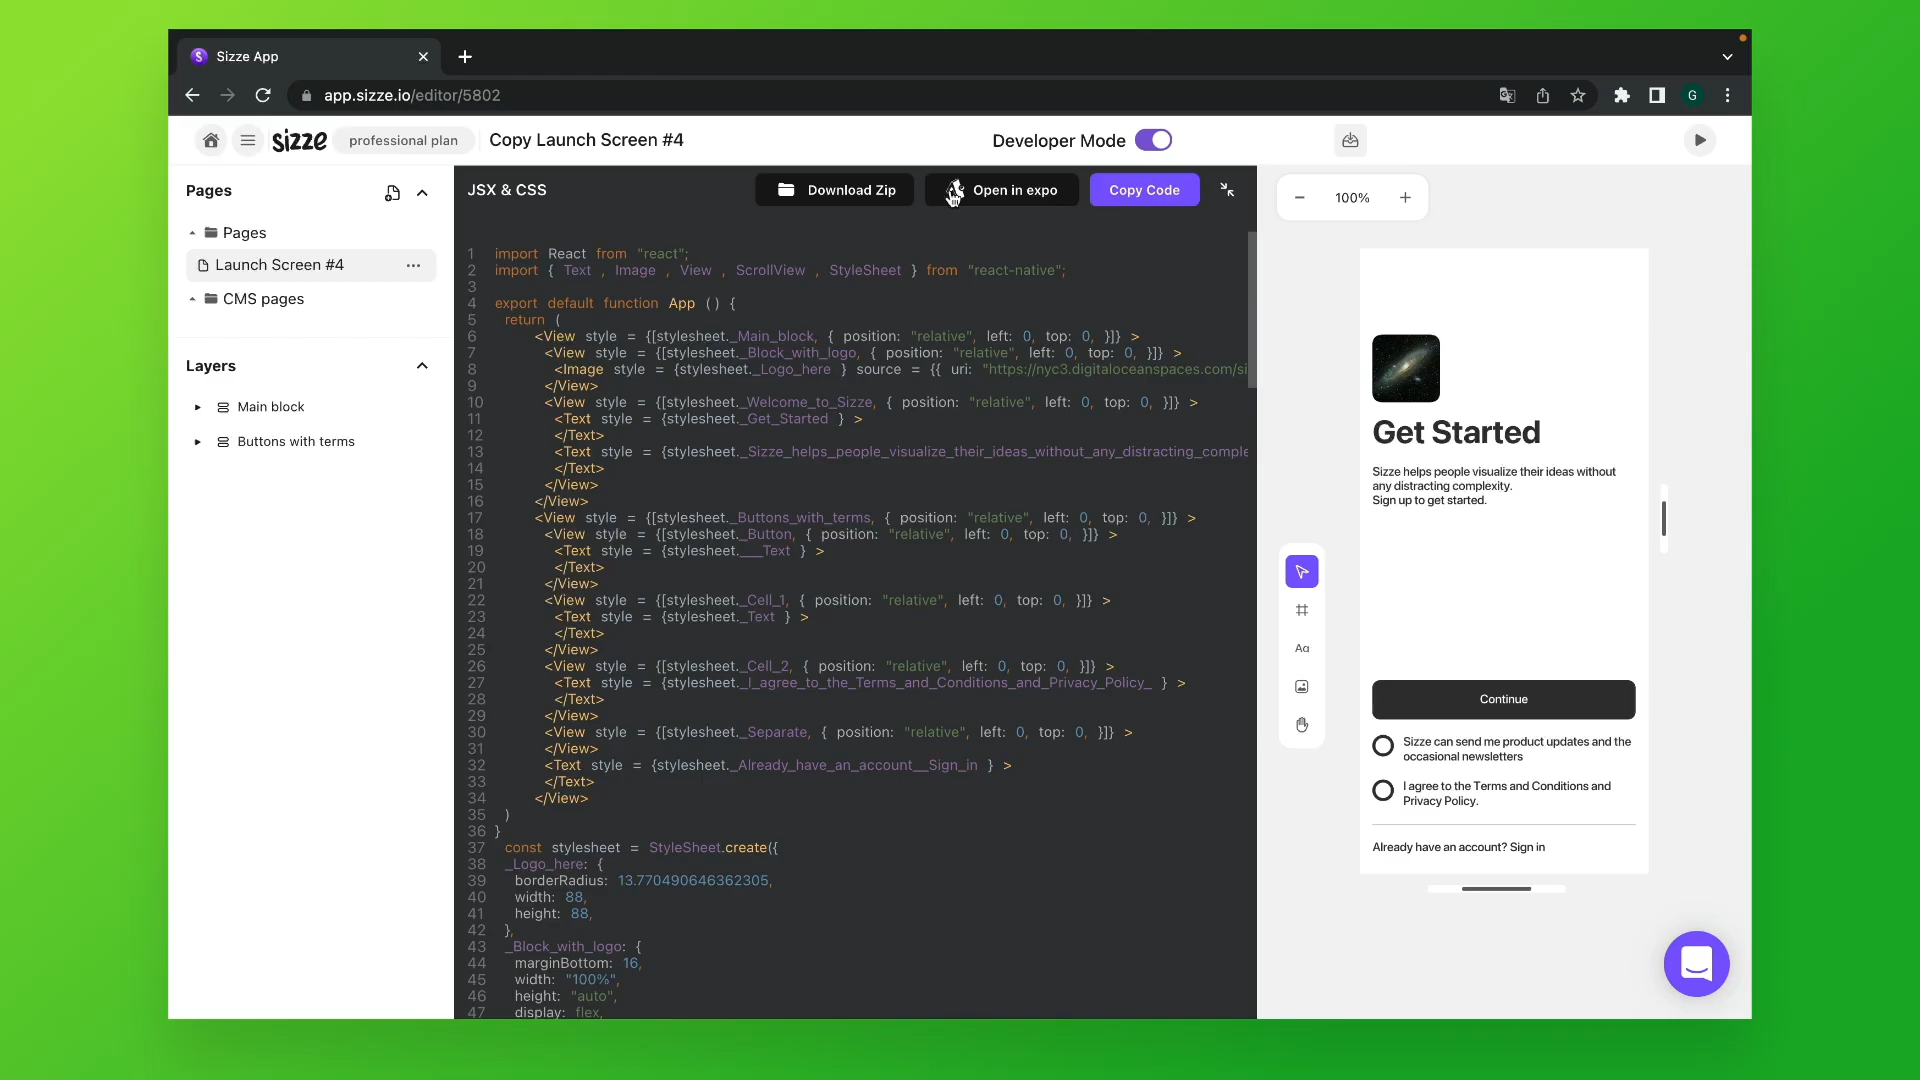 Sizze App
app.sizze.io/editor/5802
G
sizze
professional plan
Copy Launch Screen #4
Developer Mode
Pages
Pages
Launch Screen #4
CMS pages
Layers
Main block
Buttons with terms
JSX & CSS
Download Zip
Open in expo
Copy Code
1 import React from "react";
2 import { Text , Image , View , ScrollView , StyleSheet } from "react-native";
3
4 export default function App () {
5 return (
6 <View style = {[stylesheet._Main_block, { position: "relative", left: 0, top: 0, }]} >
7 <View style = {[stylesheet._Block_with_logo, { position: "relative", left: 0, top: 0, }]} >
8 <Image style = {stylesheet._Logo_here } source = {{ uri: "https://nyc3.digitaloceanspaces.com/si
9 </View>
10 <View style = {[stylesheet._Welcome_to_Sizze, { position: "relative", left: 0, top: 0, }]} >
11 <Text style = {stylesheet._Get_Started } >
12 </Text>
13 <Text style = {stylesheet._Sizze_helps_people_visualize_their_ideas_without_any_distracting_comple
14 </Text>
15 </View>
16 </View>
17 <View style = {[stylesheet._Buttons_with_terms, { position: "relative", left: 0, top: 0, }]} >
18 <View style = {[stylesheet._Button, { position: "relative", left: 0, top: 0, }]} >
19 <Text style = {stylesheet.___Text } >
20 </Text>
21 </View>
22 <View style = {[stylesheet._Cell_1, { position: "relative", left: 0, top: 0, }]} >
23 <Text style = {stylesheet._Text } >
24 </Text>
25 </View>
26 <View style = {[stylesheet._Cell_2, { position: "relative", left: 0, top: 0, }]} >
27 <Text style = {stylesheet._I_agree_to_the_Terms_and_Conditions_and_Privacy_Policy_ } >
28 </Text>
29 </View>
30 <View style = {[stylesheet._Separate, { position: "relative", left: 0, top: 0, }]} >
31 </View>
32 <Text style = {stylesheet._Already_have_an_account__Sign_in } >
33 </Text>
34 </View>
35 )
36 }
37 const stylesheet = StyleSheet.create({
38 _Logo_here: {
39 borderRadius: 13.770490646362305,
40 width: 88,
41 height: 88,
42 },
43 _Block_with_logo: {
44 marginBottom: 16,
45 width: "100%",
46 height: "auto",
47 display: flex,
100%
Aa
Get Started
Sizze helps people visualize their ideas without
any distracting complexity.
Sign up to get started.
Continue
Sizze can send me product updates and the
occasional newsletters
I agree to the Terms and Conditions and
Privacy Policy.
Already have an account? Sign in